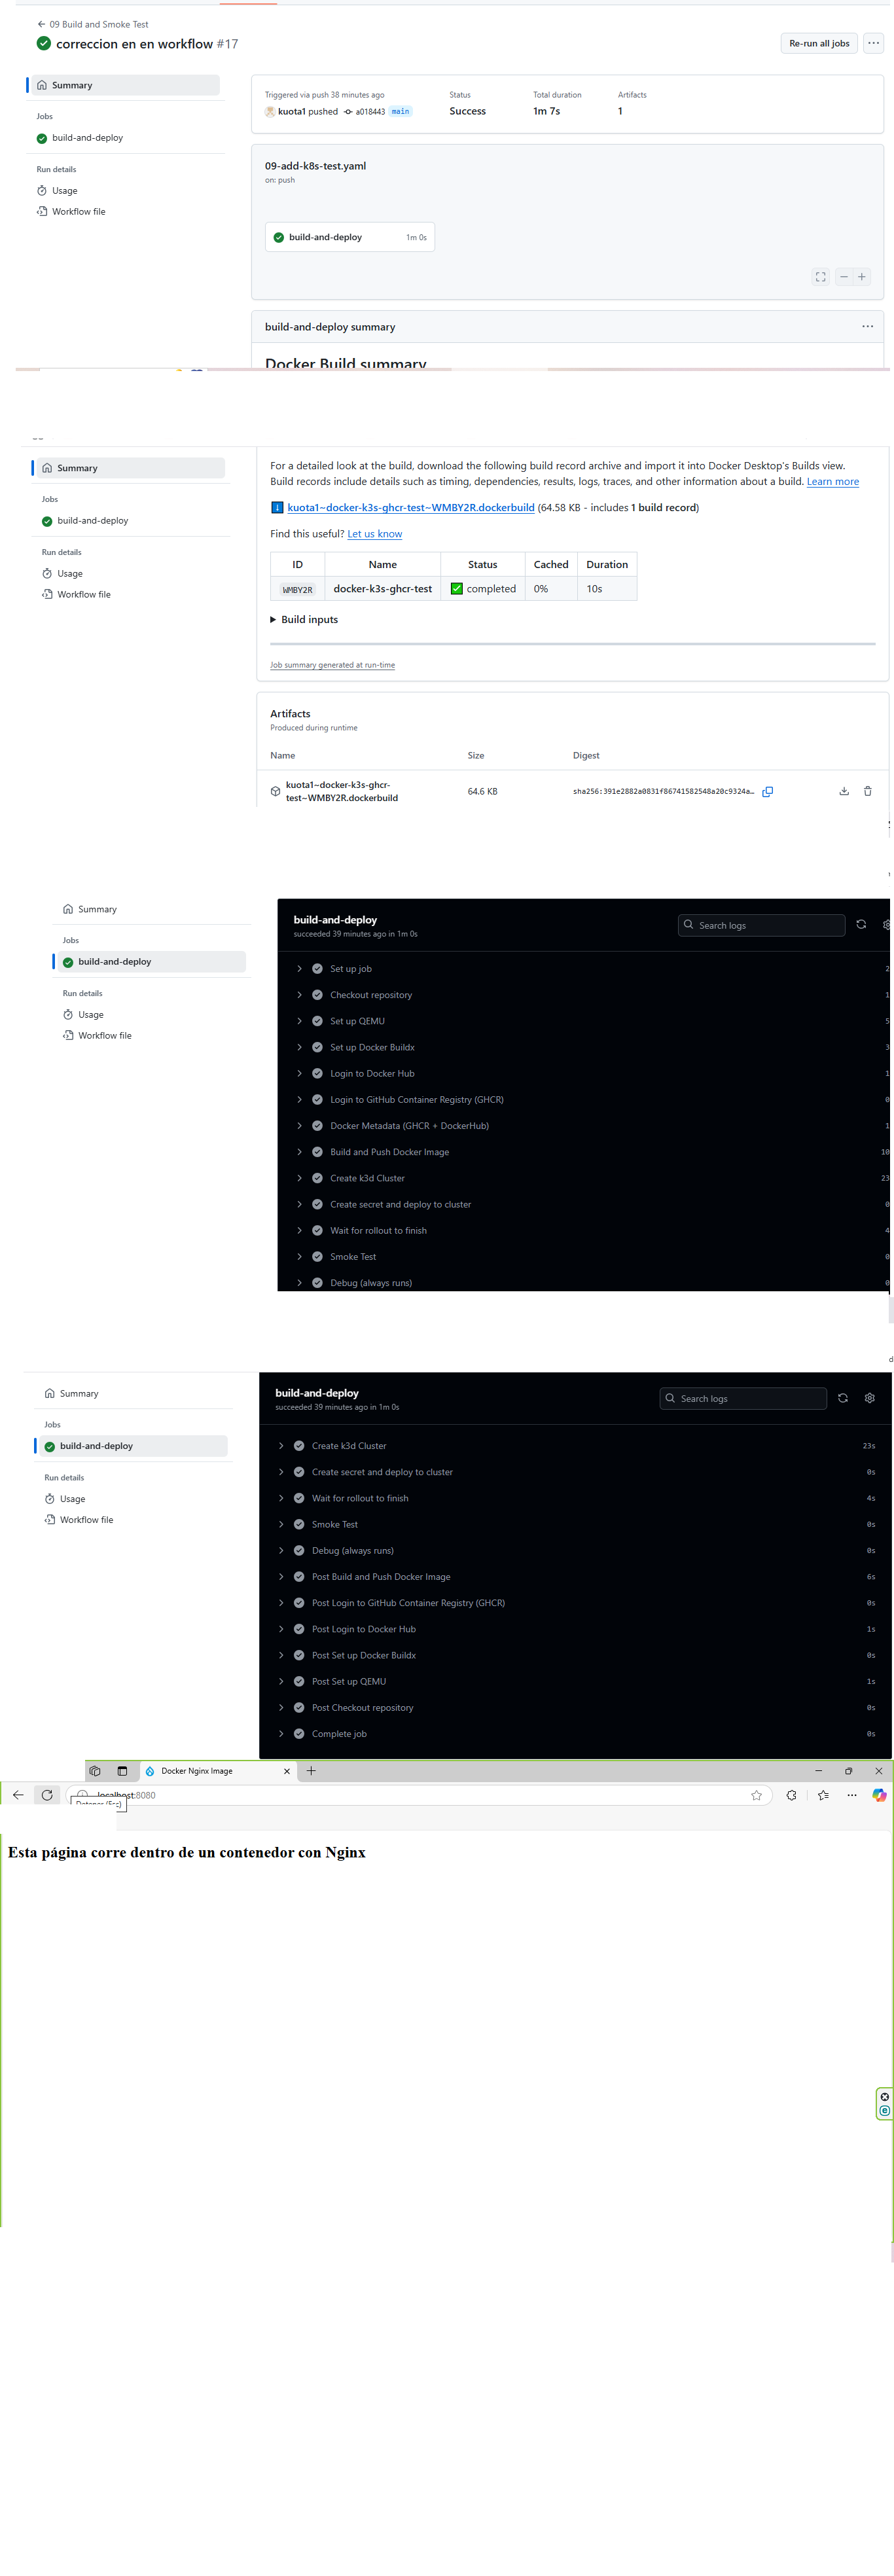 09 Build and Smoke Test
correccion en en workflow #17
Re-run all jobs
Summary
Jobs
build-and-deploy
Run details
Usage
Workflow file
Triggered via push 38 minutes ago
kuota1 pushed a018443 main
Status
Success
Total duration
1m 7s
Artifacts
1
09-add-k8s-test.yaml
on: push
build-and-deploy 1m 0s
build-and-deploy summary
Docker Build summary
Summary
Jobs
build-and-deploy
Run details
Usage
Workflow file
For a detailed look at the build, download the following build record archive and import it into Docker Desktop's Builds view.
Build records include details such as timing, dependencies, results, logs, traces, and other information about a build. Learn more
kuota1~docker-k3s-ghcr-test~WMBY2R.dockerbuild (64.58 KB - includes 1 build record)
Find this useful? Let us know
ID Name Status Cached Duration
WMBY2R docker-k3s-ghcr-test completed 0% 10s
Build inputs
Job summary generated at run-time
Artifacts
Produced during runtime
Name Size Digest
kuota1~docker-k3s-ghcr-
test~WMBY2R.dockerbuild
64.6 KB
sha256:391e2882a0831f86741582548a20c9324a…
Summary
Jobs
build-and-deploy
Run details
Usage
Workflow file
build-and-deploy
succeeded 39 minutes ago in 1m 0s
Search logs
Set up job 2
Checkout repository 1
Set up QEMU 5
Set up Docker Buildx 3
Login to Docker Hub 1
Login to GitHub Container Registry (GHCR) 0
Docker Metadata (GHCR + DockerHub) 1
Build and Push Docker Image 10
Create k3d Cluster 23
Create secret and deploy to cluster 0
Wait for rollout to finish 4
Smoke Test 0
Debug (always runs) 0
Summary
Jobs
build-and-deploy
Run details
Usage
Workflow file
build-and-deploy
succeeded 39 minutes ago in 1m 0s
Search logs
Create k3d Cluster 23s
Create secret and deploy to cluster 0s
Wait for rollout to finish 4s
Smoke Test 0s
Debug (always runs) 0s
Post Build and Push Docker Image 6s
Post Login to GitHub Container Registry (GHCR) 0s
Post Login to Docker Hub 1s
Post Set up Docker Buildx 0s
Post Set up QEMU 1s
Post Checkout repository 0s
Complete job 0s
Docker Nginx Image
localhost:8080
Esta página corre dentro de un contenedor con Nginx